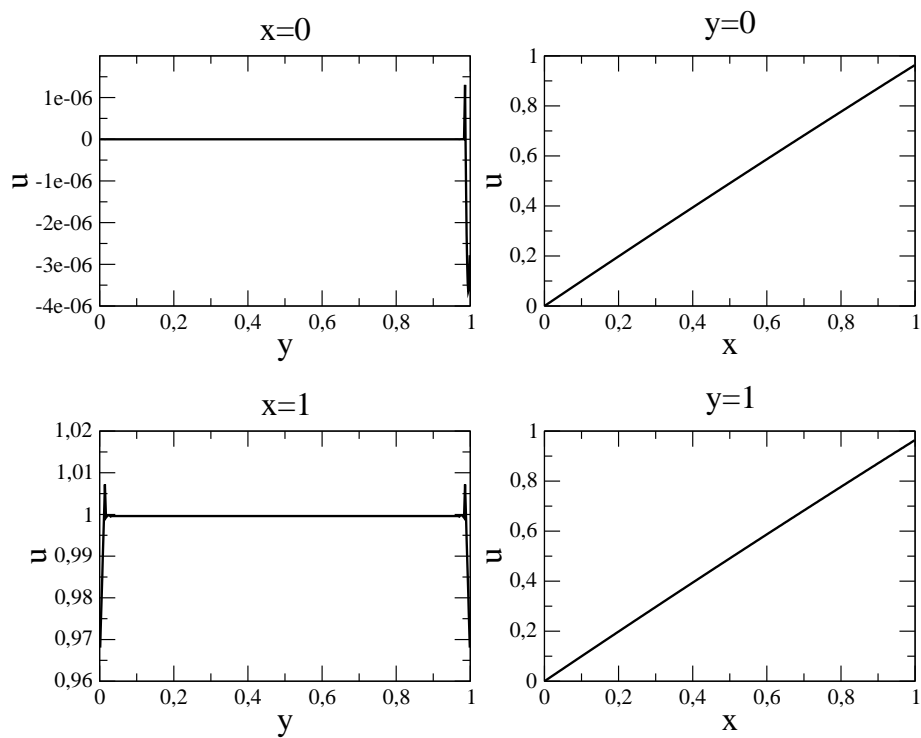 x=0
y=0
1e-06
0
-1e-06
-2e-06
-3e-06
-4e-06
u
0 0,2 0,4 0,6 0,8 1
y
1
0,8
0,6
0,4
0,2
0
u
0 0,2 0,4 0,6 0,8 1
x
x=1
y=1
1,02
1,01
1
0,99
0,98
0,97
0,96
u
0 0,2 0,4 0,6 0,8 1
y
1
0,8
0,6
0,4
0,2
0
u
0 0,2 0,4 0,6 0,8 1
x